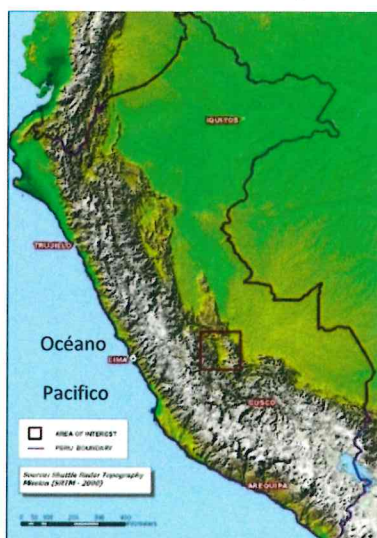 IQUITOS
TRUJILLO
Océano
LIMA
Pacifico
CUSCO
AREA OF INTEREST
PERU BOUNDARY
Source: Shuttle Radar Topography
Mission (SRTM - 2000)
AREQUIPA